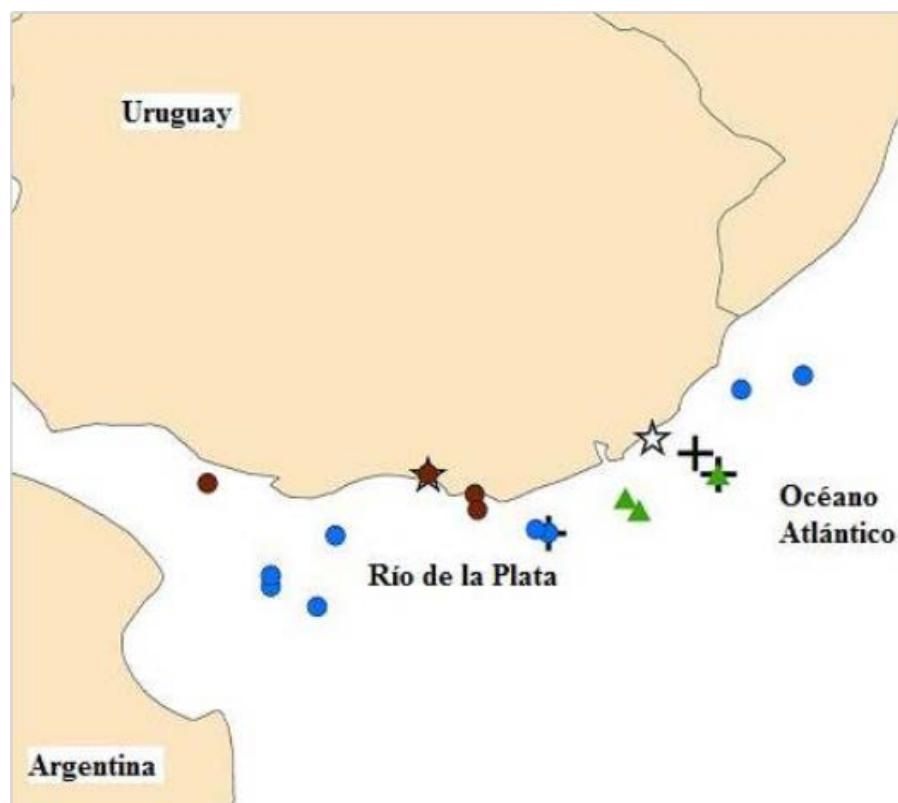 Uruguay
Océano
Atlántico
Río de la Plata
Argentina